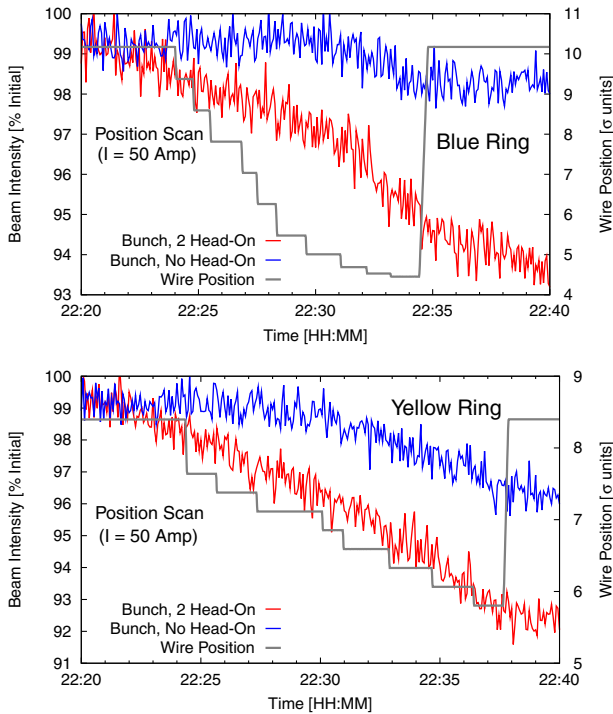 100
99
98
97
96
95
94
93
11
10
9
8
7
6
5
4
Beam Intensity [% Initial]
Wire Position [σ units]
Position Scan
(I = 50 Amp)
Blue Ring
Bunch, 2 Head-On
Bunch, No Head-On
Wire Position
22:20 22:25 22:30 22:35 22:40
Time [HH:MM]
100
99
98
97
96
95
94
93
92
91
9
8
7
6
5
Beam Intensity [% Initial]
Wire Position [σ units]
Yellow Ring
Position Scan
(I = 50 Amp)
Bunch, 2 Head-On
Bunch, No Head-On
Wire Position
22:20 22:25 22:30 22:35 22:40
Time [HH:MM]